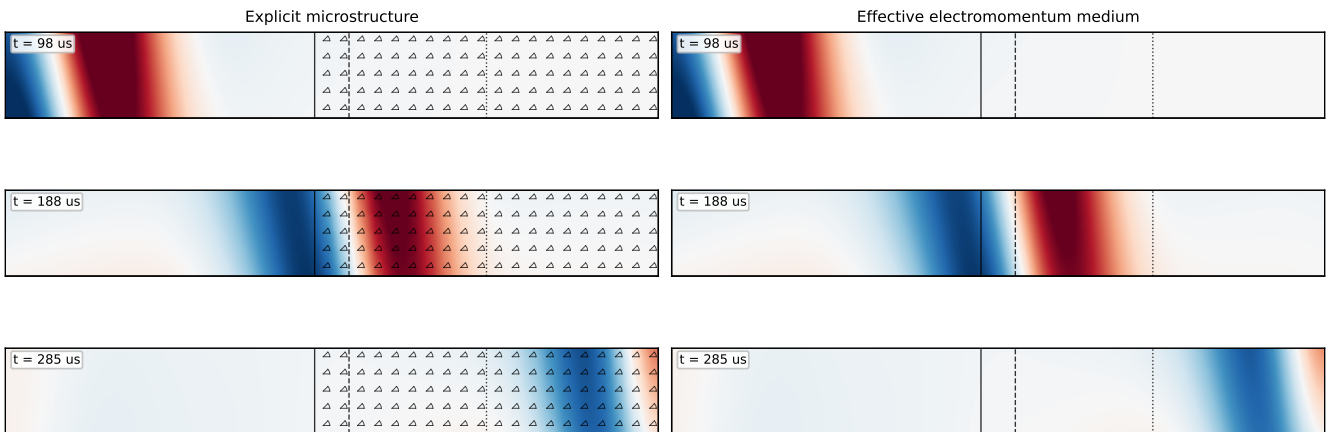 Explicit microstructure
Effective electromomentum medium
t = 98 us
t = 98 us
t = 188 us
t = 188 us
t = 285 us
t = 285 us